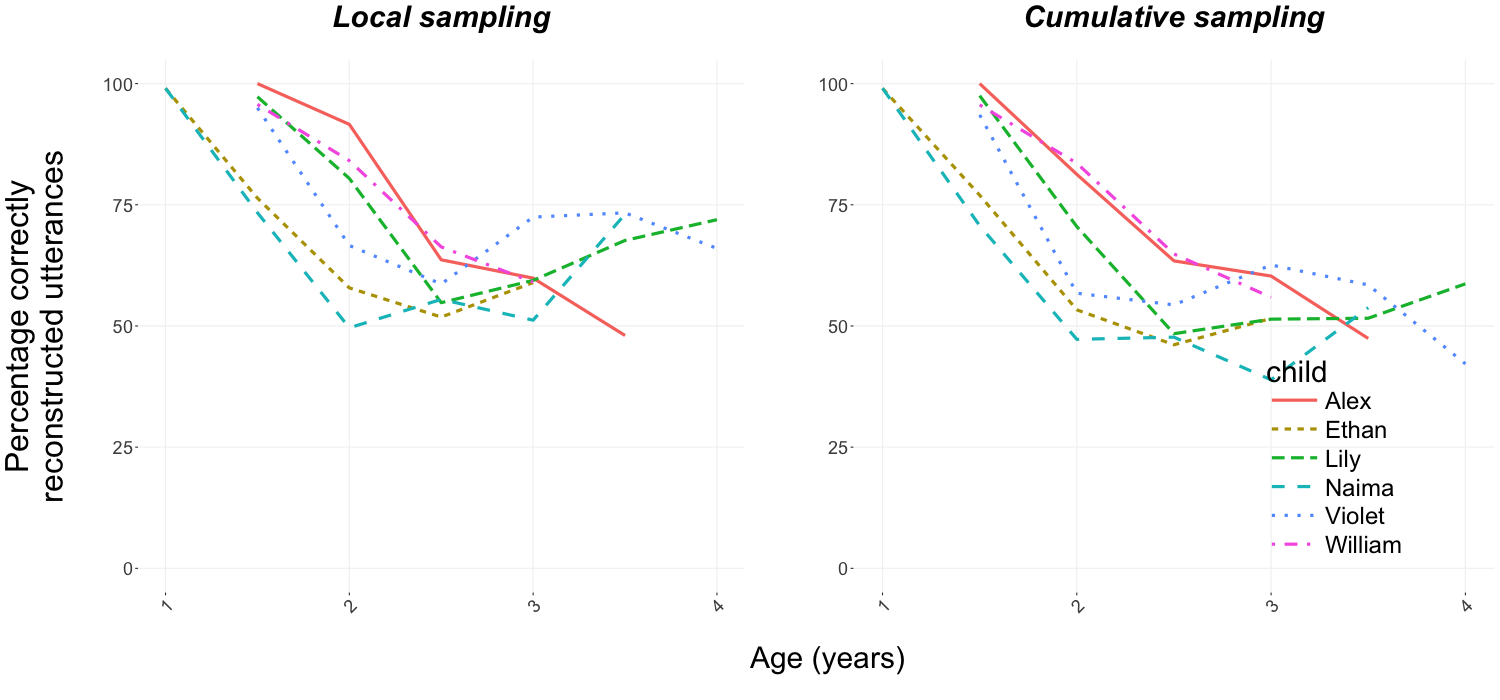 Local sampling
Cumulative sampling
Percentage correctly
reconstructed utterances
100
75
50
25
0
1
2
3
4
100
75
50
25
0
1
2
3
4
child
Alex
Ethan
Lily
Naima
Violet
William
Age (years)